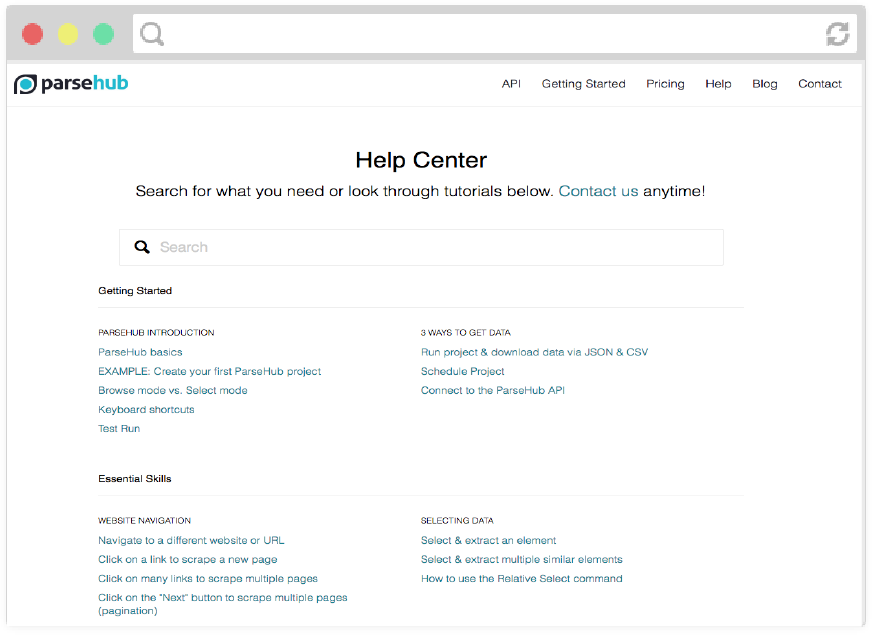 parsehub
API Getting Started Pricing Help Blog Contact
Help Center
Search for what you need or look through tutorials below. Contact us anytime!
Search
Getting Started
PARSEHUB INTRODUCTION
ParseHub basics
EXAMPLE: Create your first ParseHub project
Browse mode vs. Select mode
Keyboard shortcuts
Test Run
3 WAYS TO GET DATA
Run project & download data via JSON & CSV
Schedule Project
Connect to the ParseHub API
Essential Skills
WEBSITE NAVIGATION
Navigate to a different website or URL
Click on a link to scrape a new page
Click on many links to scrape multiple pages
Click on the "Next" button to scrape multiple pages
(pagination)
SELECTING DATA
Select & extract an element
Select & extract multiple similar elements
How to use the Relative Select command